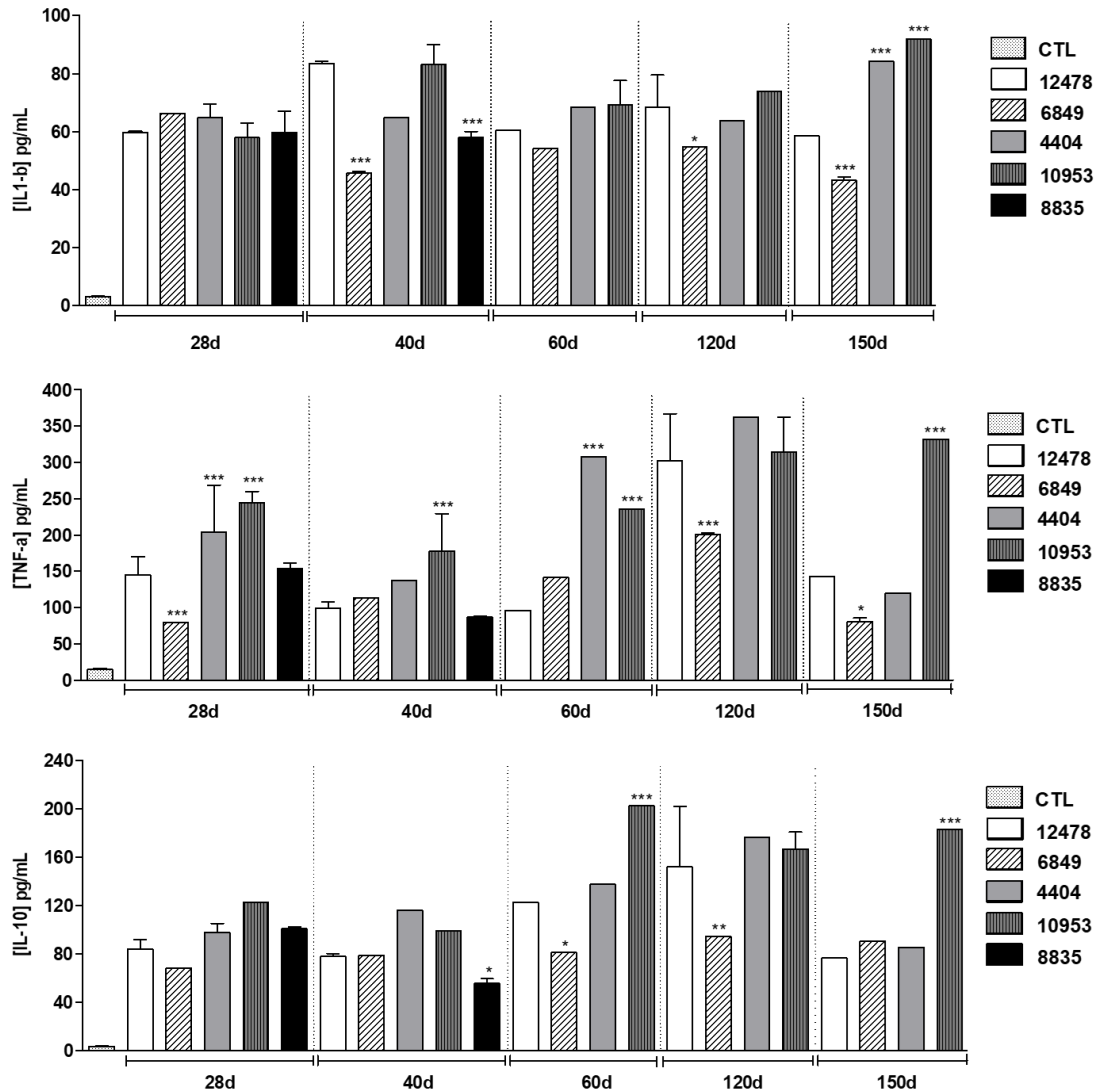 [IL1-b] pg/mL
100
80
60
40
20
0
***
***
*
***
***
***
28d
40d
60d
120d
150d
CTL
12478
6849
4404
10953
8835
[TNF-a] pg/mL
400
350
300
250
200
150
100
50
0
***
***
***
***
***
***
***
*
***
28d
40d
60d
120d
150d
CTL
12478
6849
4404
10953
8835
[IL-10] pg/mL
240
200
160
120
80
40
0
*
*
***
**
***
28d
40d
60d
120d
150d
CTL
12478
6849
4404
10953
8835